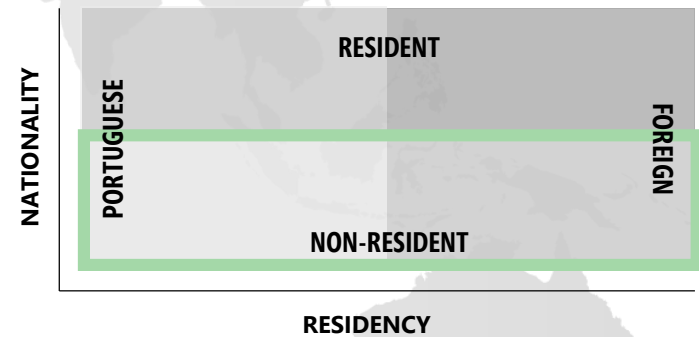 RESIDENT
NATIONALITY
PORTUGUESE
FOREIGN
NON-RESIDENT
RESIDENCY